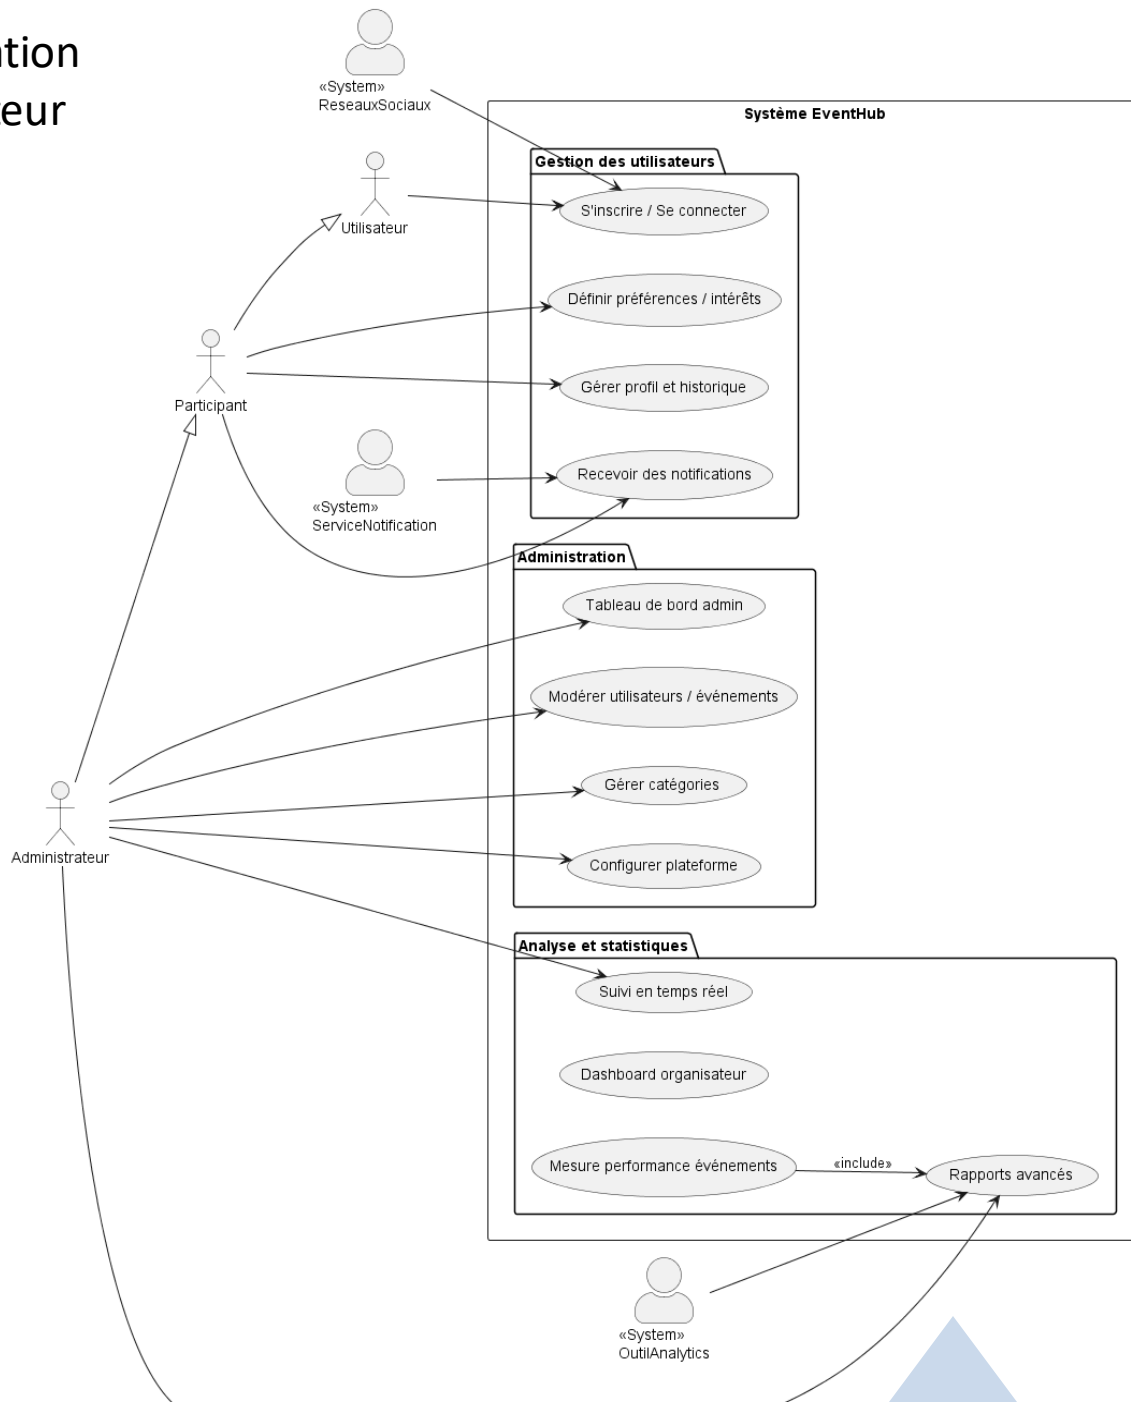 ation
teur
«System»
ReseauxSociaux
Système EventHub
Gestion des utilisateurs
S'inscrire / Se connecter
Utilisateur
Définir préférences / intérêts
Participant
Gérer profil et historique
Recevoir des notifications
«System»
ServiceNotification
Administration
Tableau de bord admin
Modérer utilisateurs / événements
Gérer catégories
Administrateur
Configurer plateforme
Analyse et statistiques
Suivi en temps réel
Dashboard organisateur
Mesure performance événements
«include»
Rapports avancés
«System»
OutilAnalytics